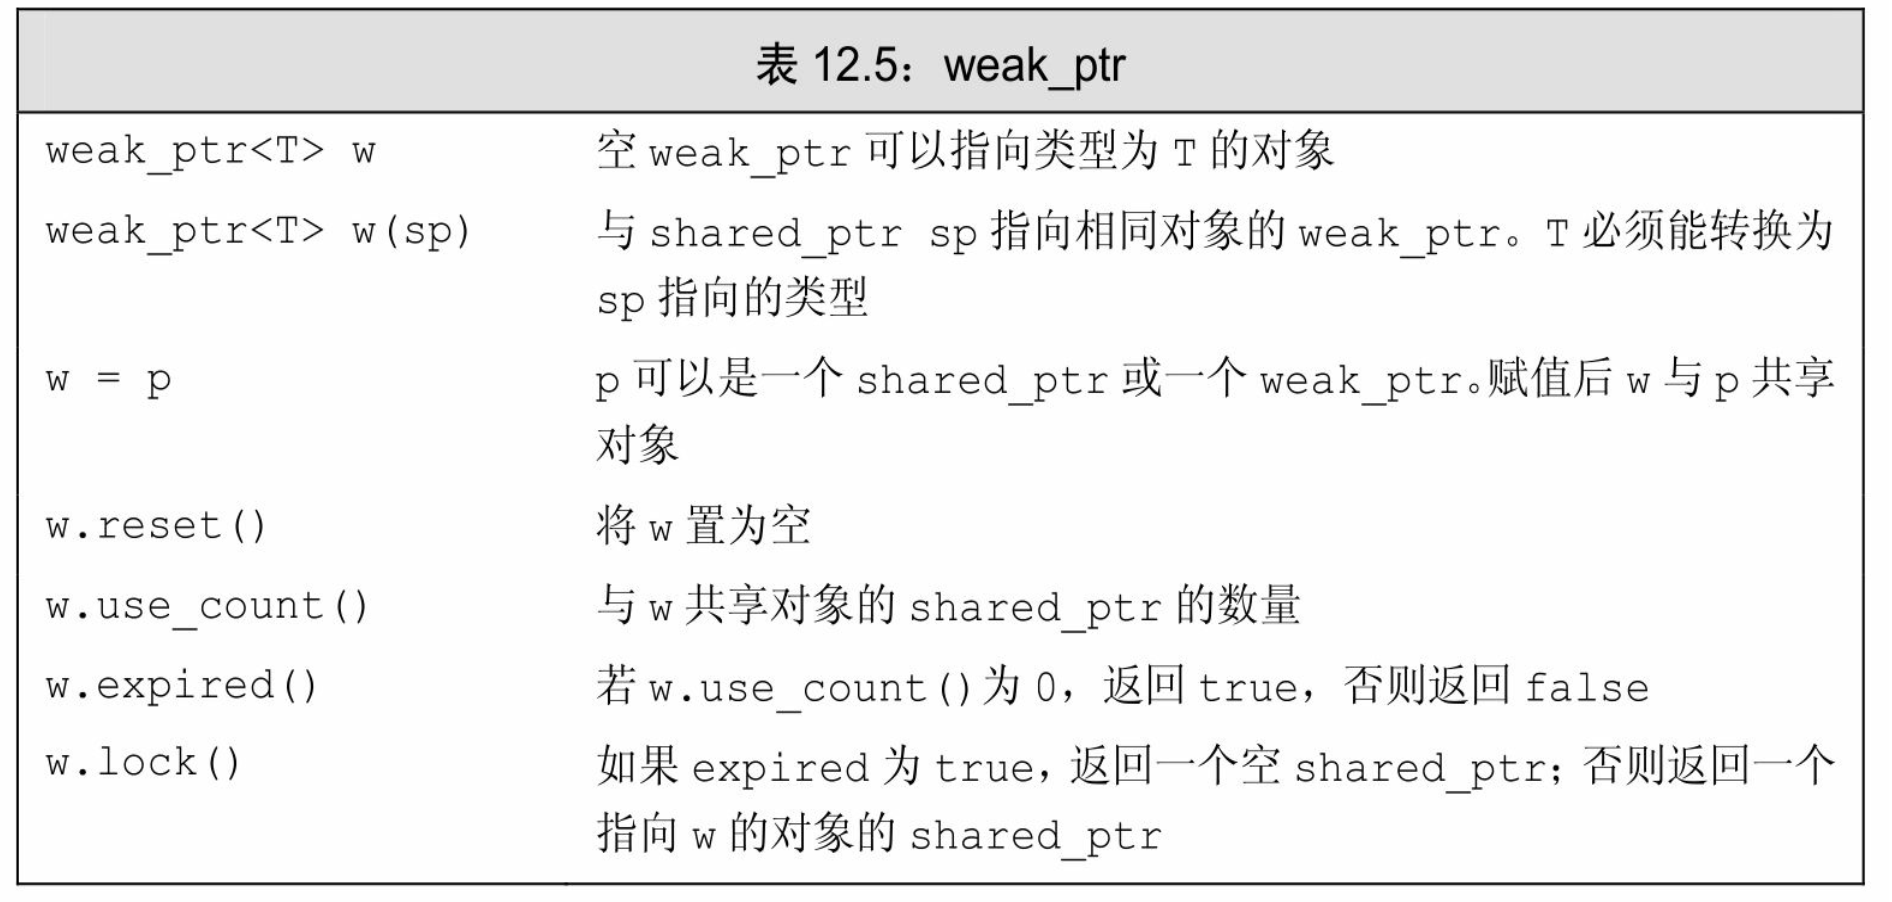 表 12.5：weak_ptr
weak_ptr<T> w 空 weak_ptr 可以指向类型为 T 的对象
weak_ptr<T> w(sp) 与 shared_ptr sp 指向相同对象的 weak_ptr。T 必须能转换为
sp 指向的类型
w = p p 可以是一个 shared_ptr 或一个 weak_ptr。赋值后 w 与 p 共享
对象
w.reset() 将 w 置为空
w.use_count() 与 w 共享对象的 shared_ptr 的数量
w.expired() 若 w.use_count()为 0，返回 true，否则返回 false
w.lock() 如果 expired 为 true，返回一个空 shared_ptr；否则返回一个
指向 w 的对象的 shared_ptr